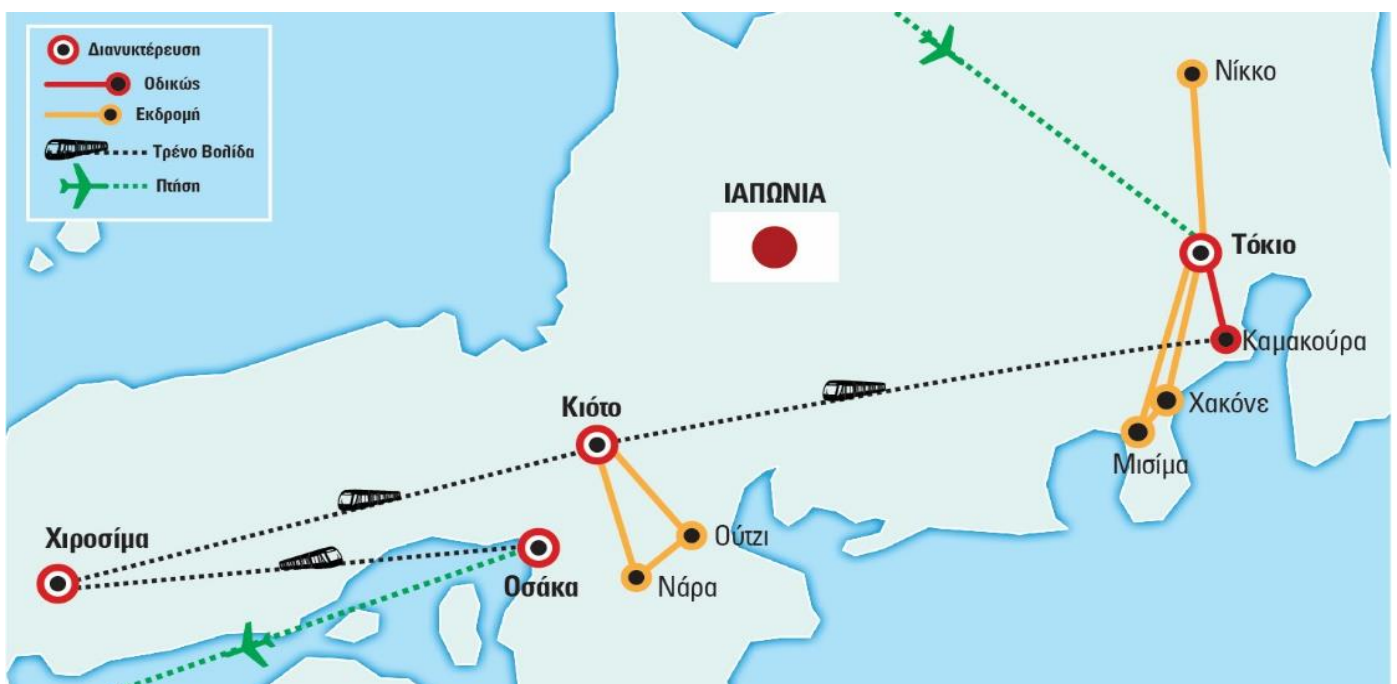 Διανυκτέρευση
Οδικώς
Εκδρομή
Τρένο Βολίδα
Πτήση
Νίκκο
ΙΑΠΩΝΙΑ
Τόκιο
Καμακούρα
Χακόνε
Κιότο
Μισίμα
Χιροσίμα
Ούτζι
Οσάκα
Νάρα